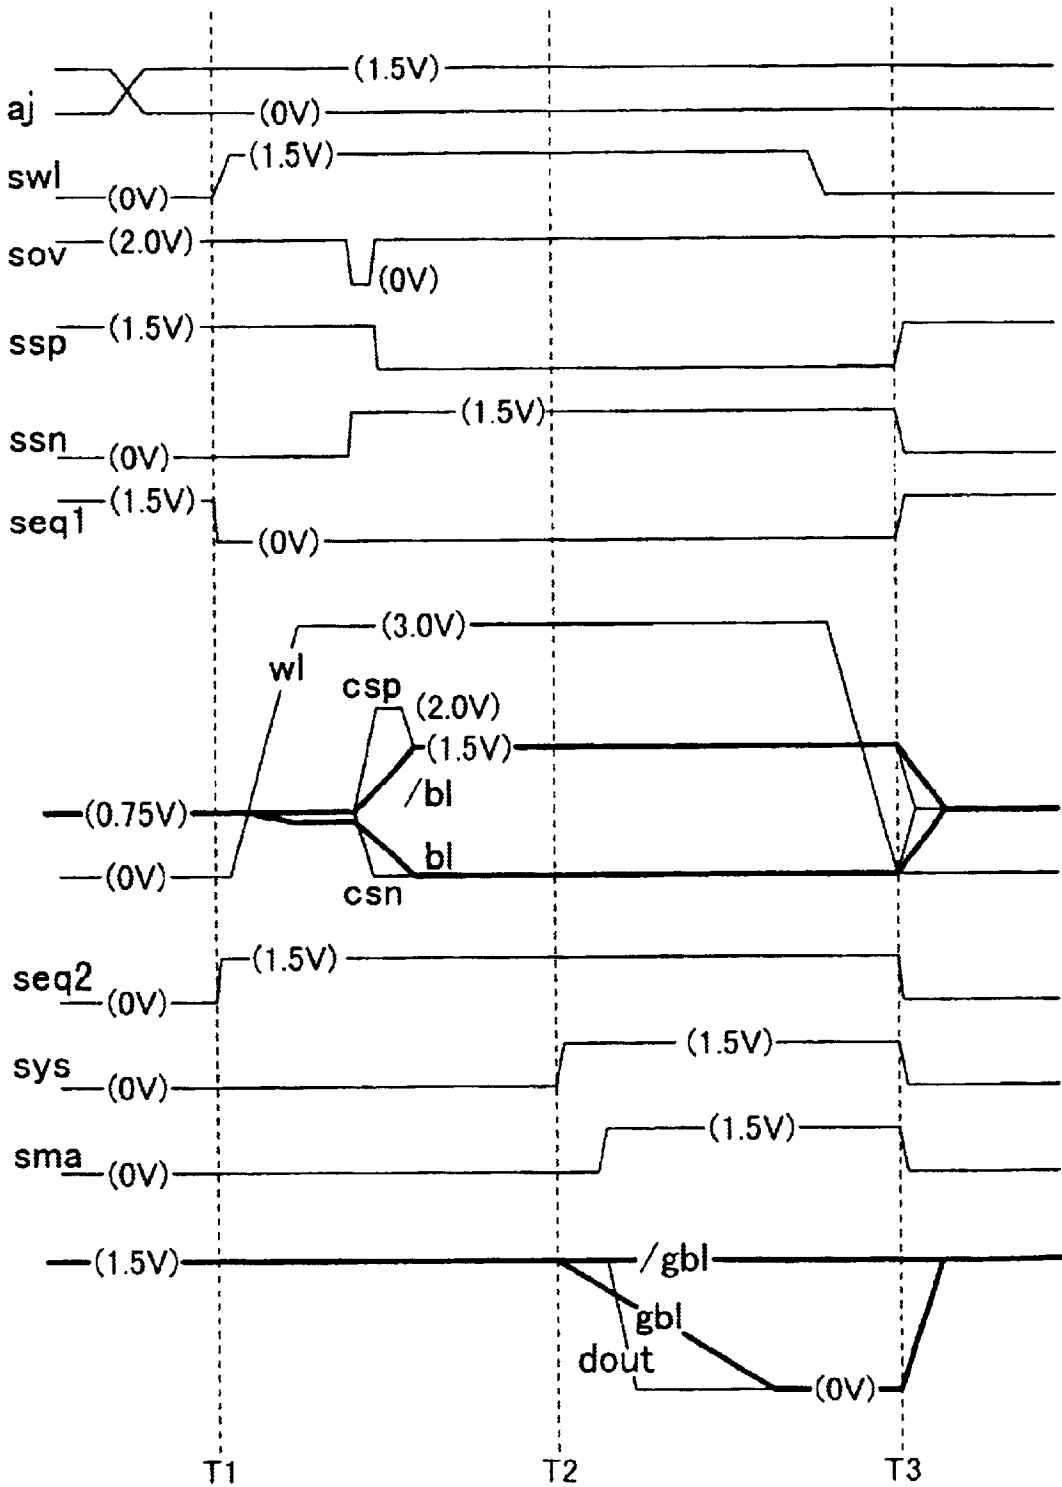 (1.5V)
aj
(0V)
swl
(1.5V)
(0V)
sov
(2.0V)
(0V)
ssp
(1.5V)
ssn
(1.5V)
(0V)
seq1
(1.5V)
(0V)
(3.0V)
wl
csp
(2.0V)
(1.5V)
/bl
(0.75V)
bl
(0V)
csn
seq2
(1.5V)
(0V)
sys
(1.5V)
(0V)
sma
(1.5V)
(0V)
(1.5V)
/gbl
gbl
dout
(0V)
T1
T2
T3